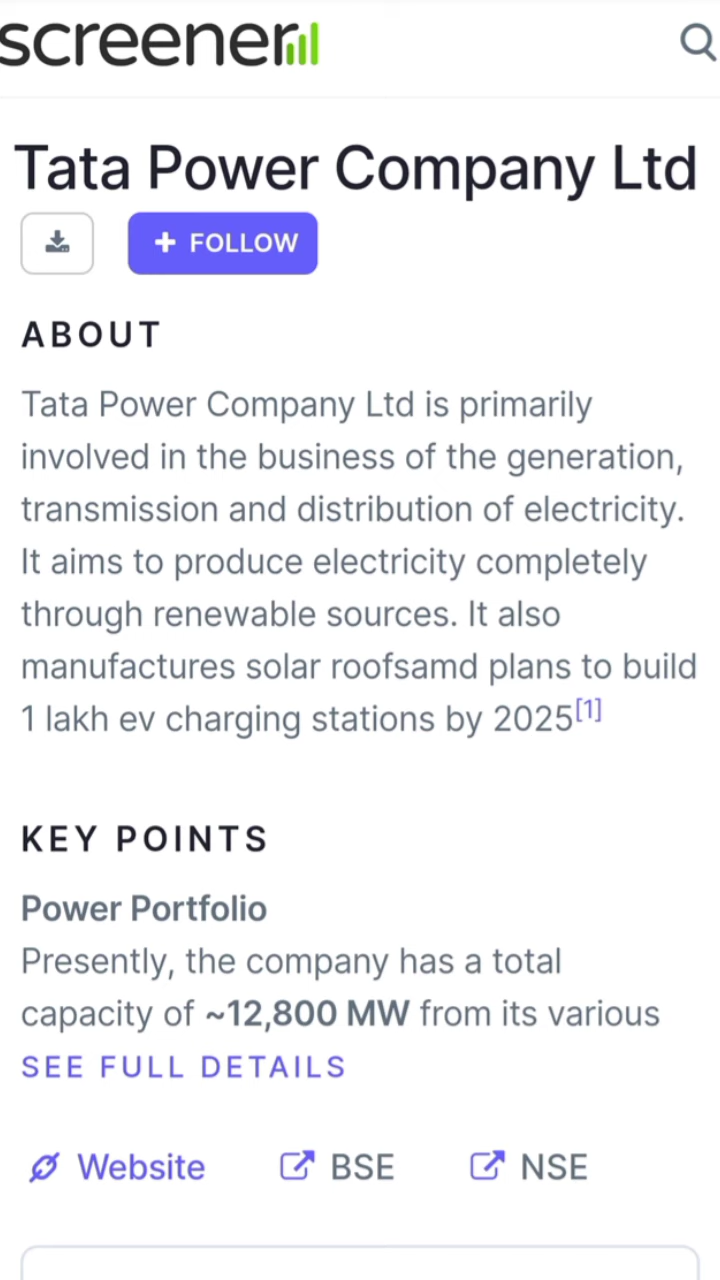 screener
Tata Power Company Ltd
+ FOLLOW
ABOUT
Tata Power Company Ltd is primarily
involved in the business of the generation,
transmission and distribution of electricity.
It aims to produce electricity completely
through renewable sources. It also
manufactures solar roofsamd plans to build
1 lakh ev charging stations by 2025[1]
KEY POINTS
Power Portfolio
Presently, the company has a total
capacity of ~12,800 MW from its various
SEE FULL DETAILS
Website BSE NSE